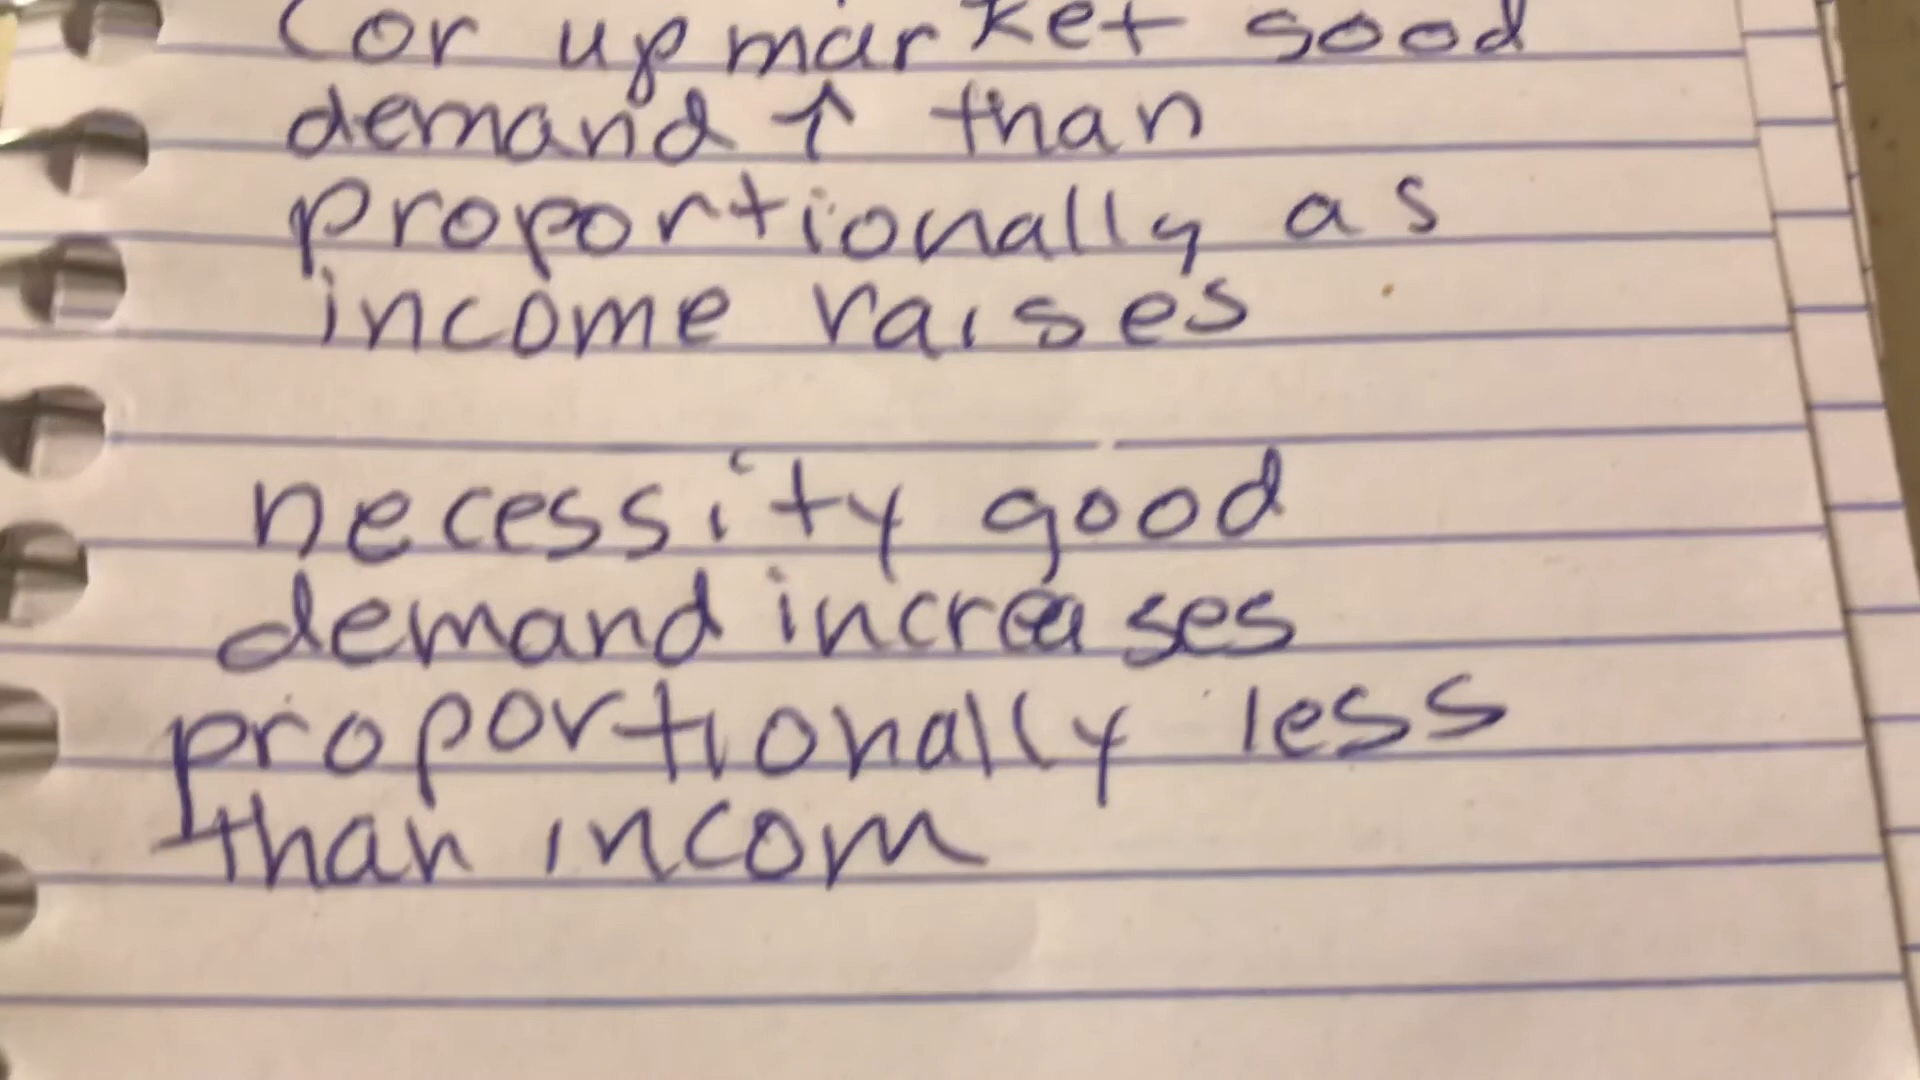 (or upmarket good
demand ↑ than
proportionally as
income raises
necessity good
demand increases
proportionally less
than incom